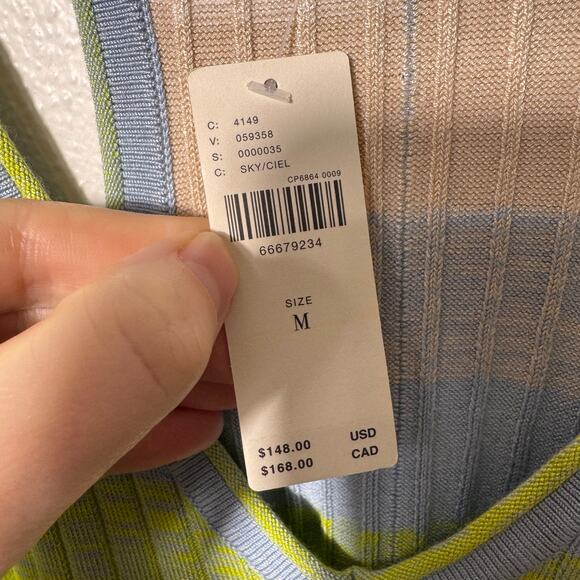 C: 4149
V: 059358
S: 0000035
C: SKY/CIEL
CP6864 0009
66679234
SIZE
M
$148.00 USD
$168.00 CAD